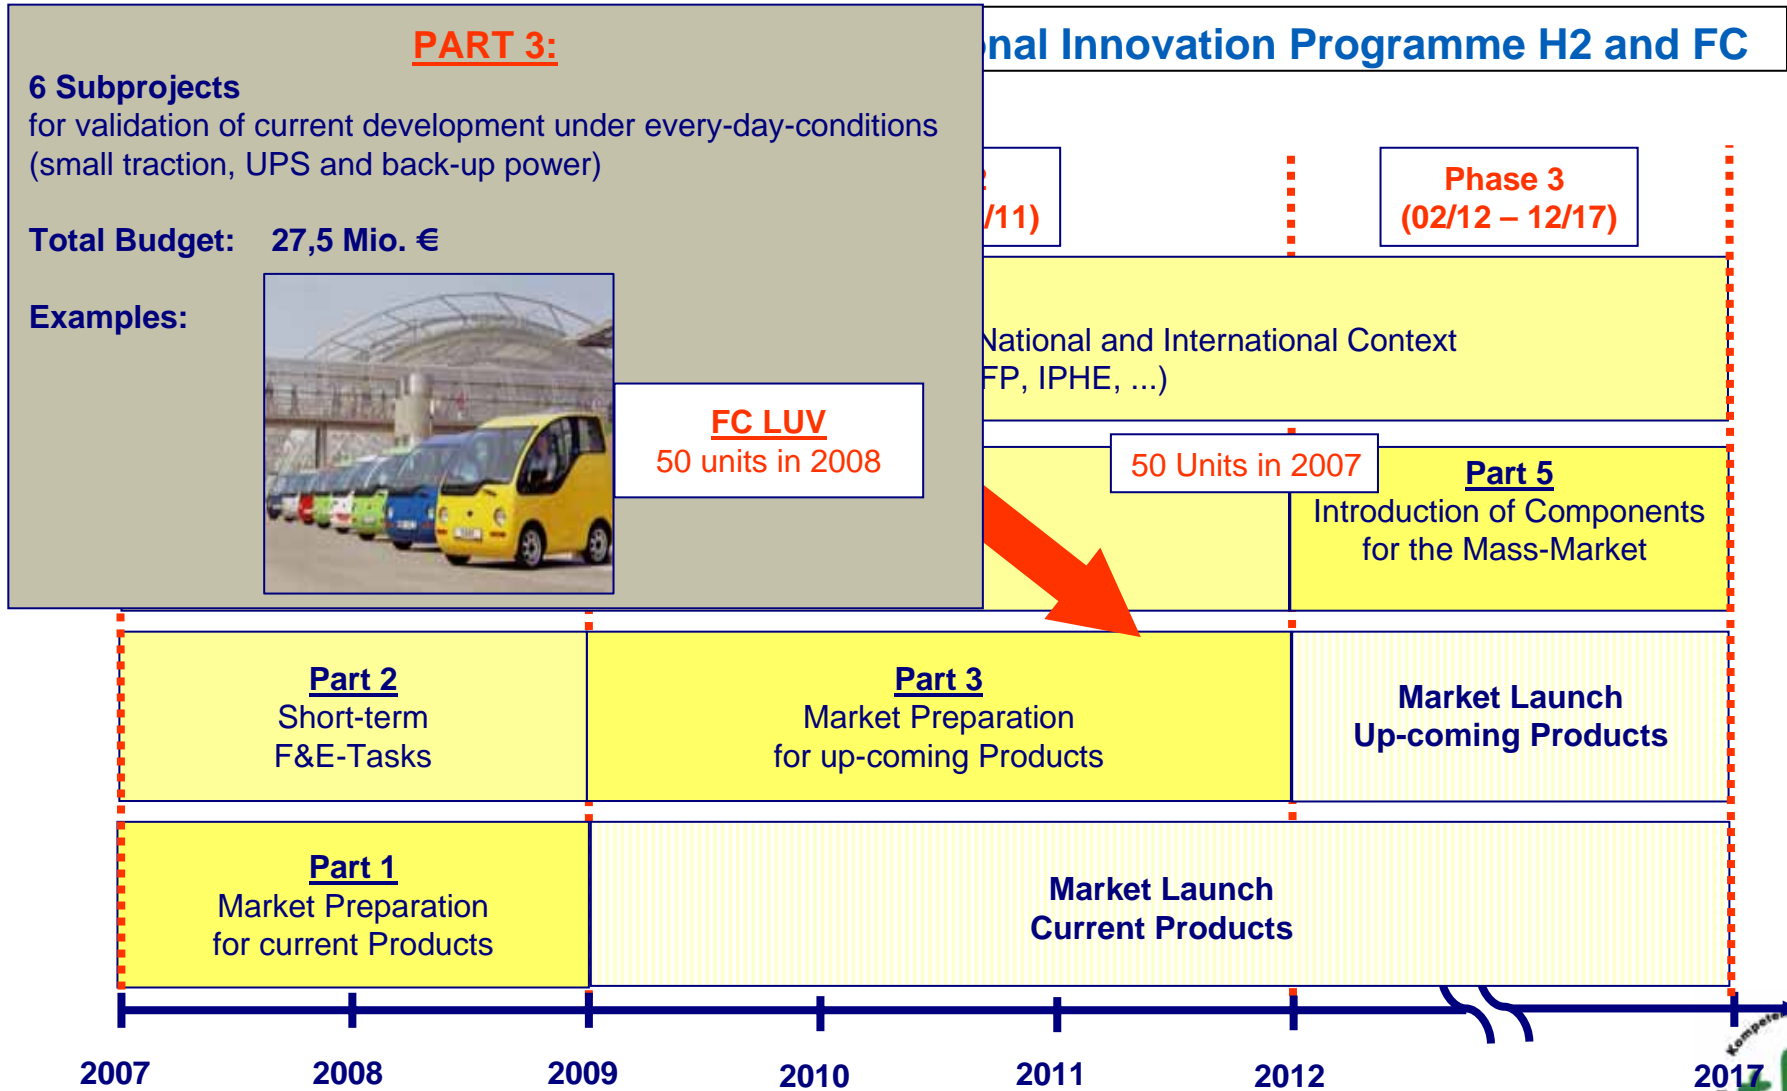 PART 3:
6 Subprojects
for validation of current development under every-day-conditions
(small traction, UPS and back-up power)
Total Budget: 27,5 Mio. €
Examples:
FC LUV
50 units in 2008
Innovation Programme H2 and FC
/11)
Phase 3
(02/12 – 12/17)
National and International Context
FP, IPHE, ...)
50 Units in 2007
Part 5
Introduction of Components
for the Mass-Market
Part 2
Short-term
F&E-Tasks
Part 3
Market Preparation
for up-coming Products
Market Launch
Up-coming Products
Part 1
Market Preparation
for current Products
Market Launch
Current Products
2007 2008 2009 2010 2011 2012 2017